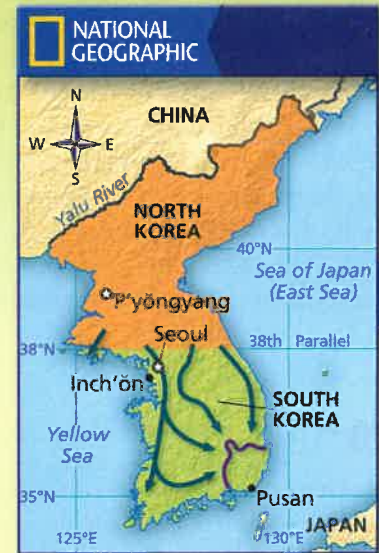 NATIONAL
GEOGRAPHIC
N
W
E
S
CHINA
Yalu River
NORTH
KOREA
40°N
Sea of Japan
(East Sea)
P'yŏngyang
Seoul
38°N
38th Parallel
Inch'ŏn
SOUTH
KOREA
Yellow
Sea
35°N
Pusan
125°E
130°E
JAPAN